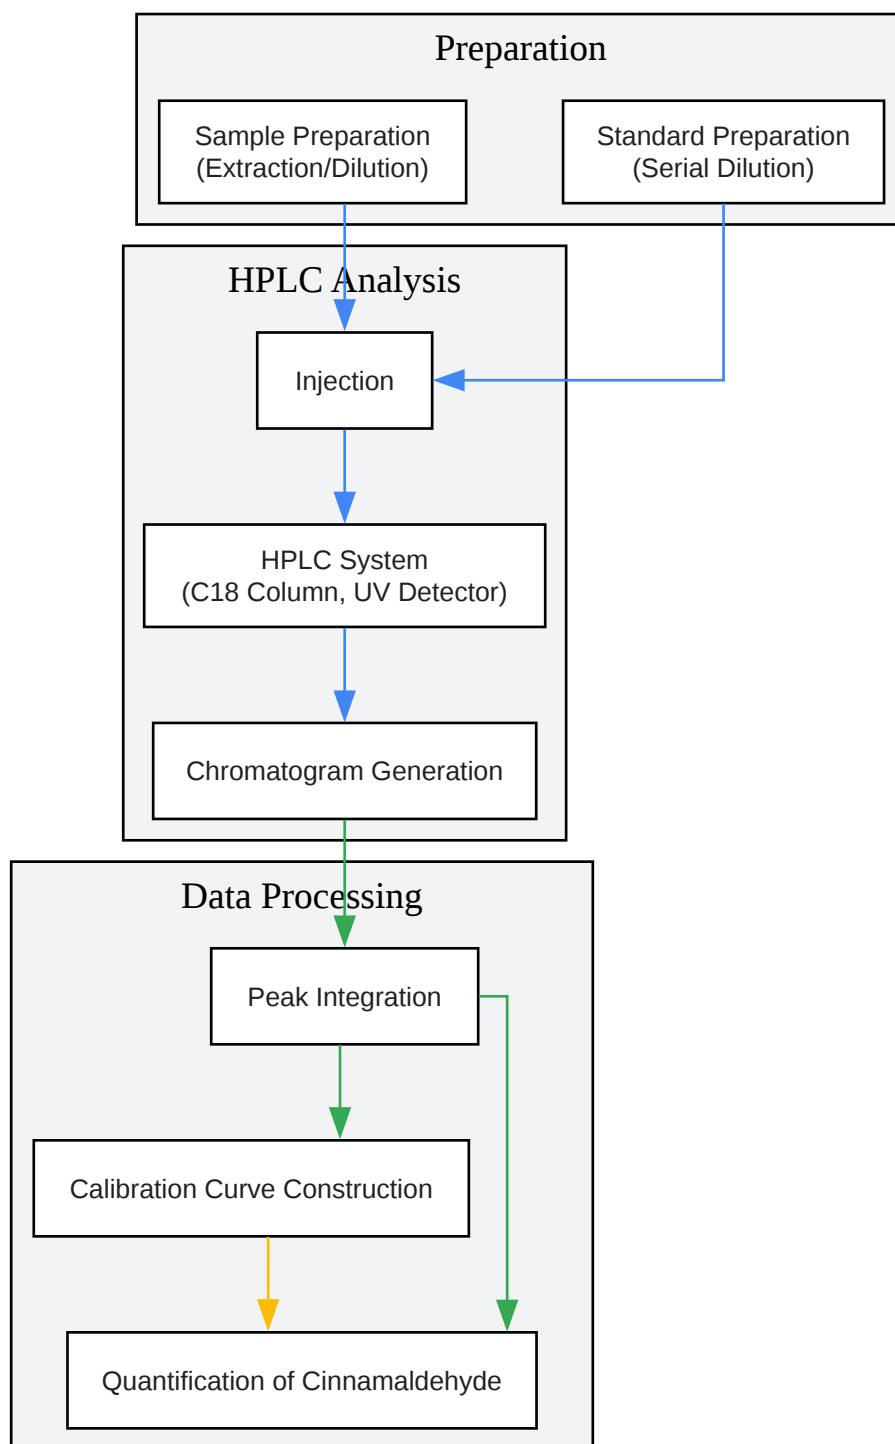 Preparation
Sample Preparation
(Extraction/Dilution)
Standard Preparation
(Serial Dilution)
HPLC Analysis
Injection
HPLC System
(C18 Column, UV Detector)
Chromatogram Generation
Data Processing
Peak Integration
Calibration Curve Construction
Quantification of Cinnamaldehyde